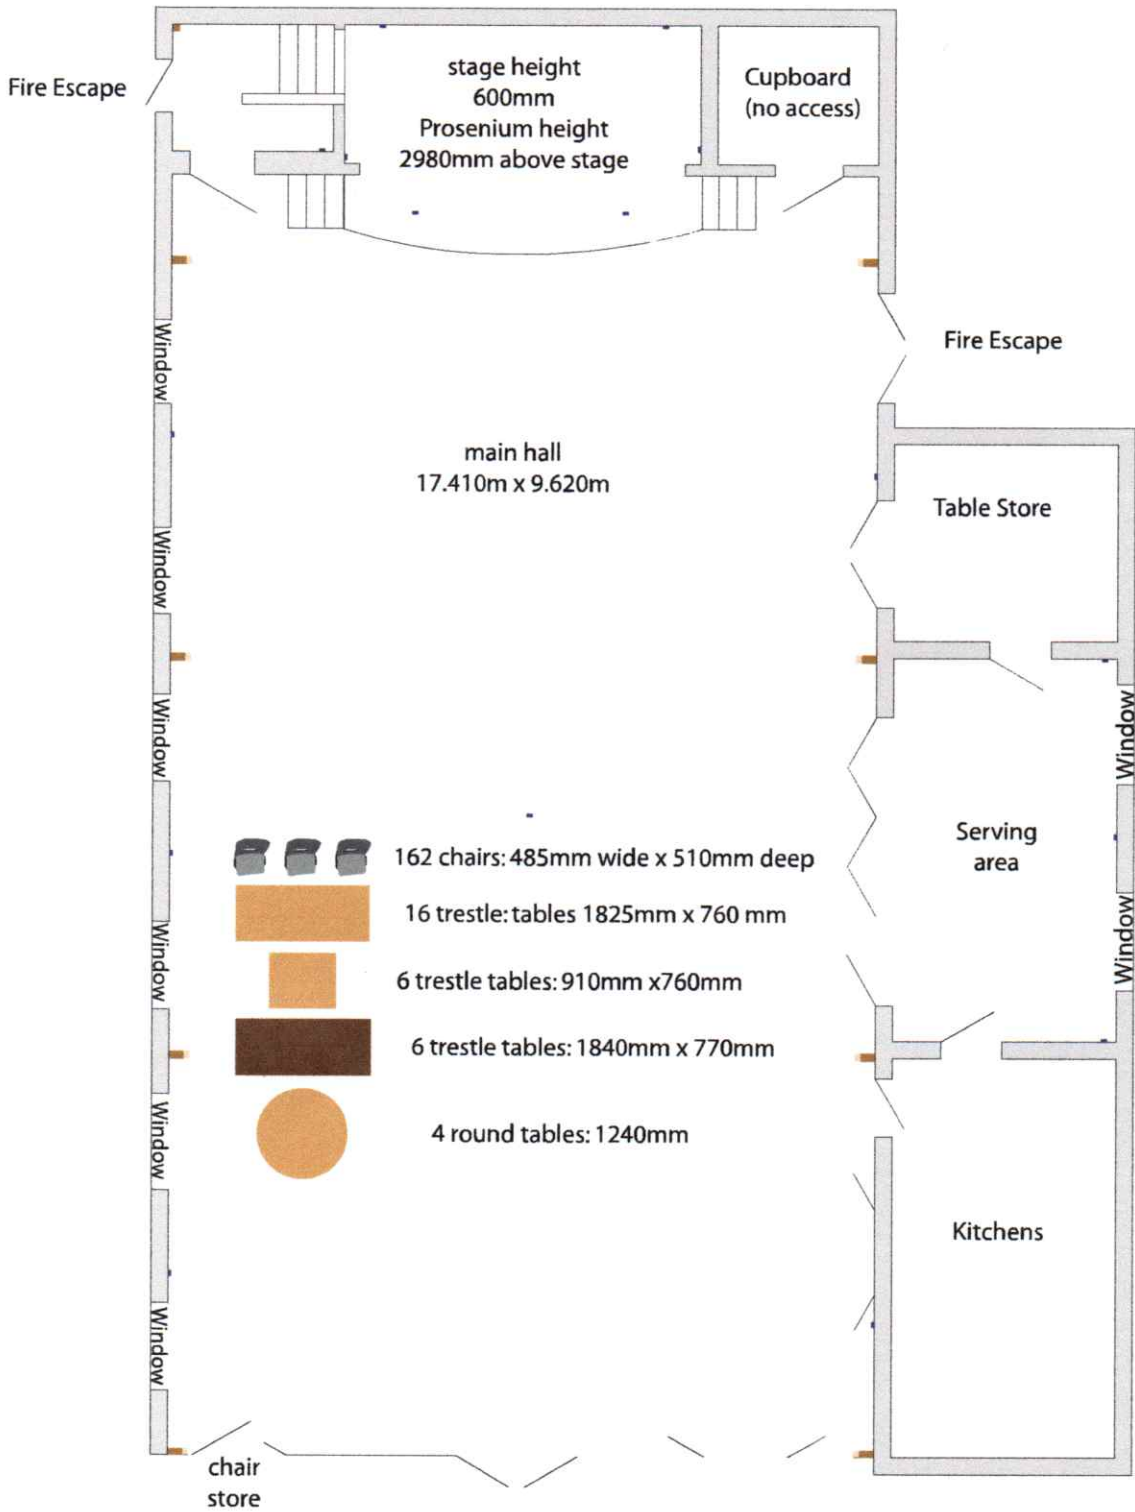 stage height
600mm
Prosenium height
2980mm above stage
Cupboard
(no access)
Fire Escape
Fire Escape
Window
Window
Window
Window
Window
Window
main hall
17.410m x 9.620m
Table Store
Window
Window
Serving
area
162 chairs: 485mm wide x 510mm deep
16 trestle: tables 1825mm x 760 mm
6 trestle tables: 910mm x760mm
6 trestle tables: 1840mm x 770mm
4 round tables: 1240mm
Kitchens
chair
store